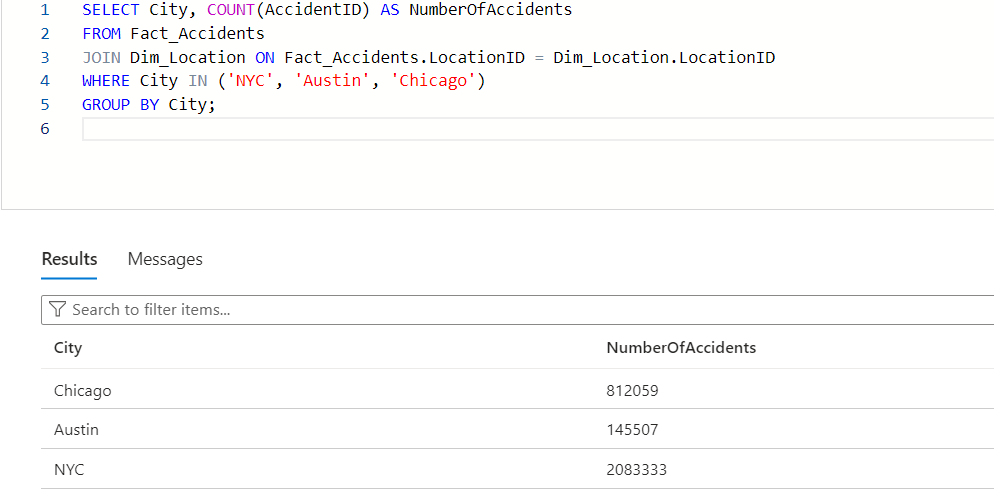 1 SELECT City, COUNT(AccidentID) AS NumberOfAccidents
2 FROM Fact_Accidents
3 JOIN Dim_Location ON Fact_Accidents.LocationID = Dim_Location.LocationID
4 WHERE City IN ('NYC', 'Austin', 'Chicago')
5 GROUP BY City;
6
Results Messages
Search to filter items...
City NumberOfAccidents
Chicago 812059
Austin 145507
NYC 2083333